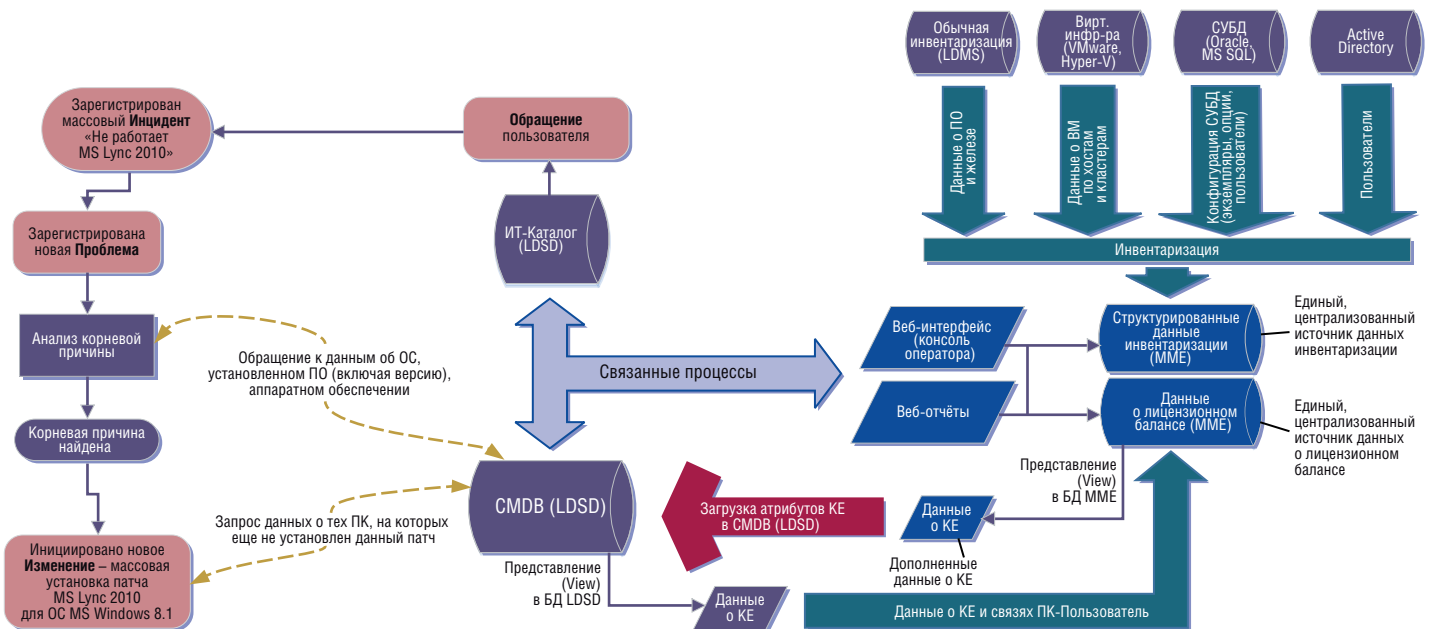 Обычная
инвентаризация
(LDMS)
Вирт.
инфр-ра
(VMware,
Hyper-V)
СУБД
(Oracle,
MS SQL)
Active
Directory
Данные о ПО
и железе
Данные о ВМ
по хостам
и кластерам
Конфигурация СУБД
(экземпляры, опции,
пользователи)
Пользователи
Инвентаризация
Зарегистрирован
массовый Инцидент
«Не работает
MS Lync 2010»
Обращение
пользователя
Зарегистрирована
новая Проблема
ИТ-Каталог
(LDSD)
Анализ корневой
причины
Обращение к данным об ОС,
установленном ПО (включая версию),
аппаратном обеспечении
Связанные процессы
Веб-интерфейс
(консоль
оператора)
Структурированные
данные
инвентаризации
(MME)
Единый,
централизованный
источник данных
инвентаризации
Веб-отчёты
Данные
о лицензионном
балансе (MME)
Единый,
централизованный
источник данных
о лицензионном
балансе
Корневая причина
найдена
CMDB (LDSD)
Загрузка атрибутов КЕ
в CMDB (LDSD)
Данные
о КЕ
Представление
(View)
в БД MME
Запрос данных о тех ПК, на которых
еще не установлен данный патч
Инициировано новое
Изменение – массовая
установка патча
MS Lync 2010
для ОС MS Windows 8.1
Представление
(View)
в БД LDSD
Дополненные
данные о КЕ
Данные
о КЕ
Данные о КЕ и связях ПК-Пользователь